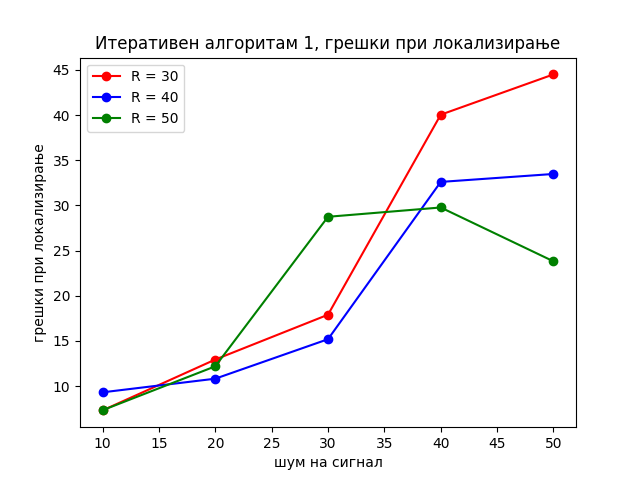 Итеративен алгоритам 1, грешки при локализирање
R = 30
R = 40
R = 50
грешки при локализирање
45
40
35
30
25
20
15
10
10 15 20 25 30 35 40 45 50
шум на сигнал